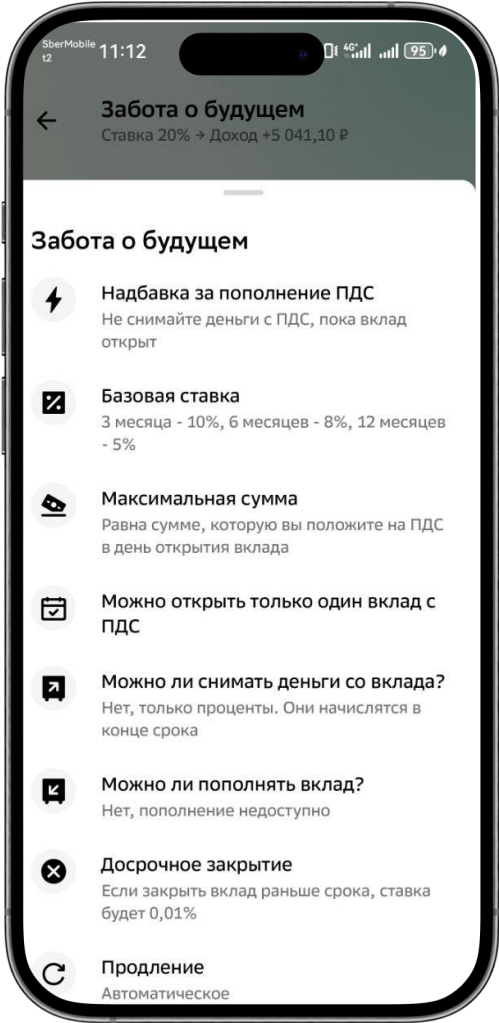 SberMobile
t2
11:12
4G+
95
Забота о будущем
Ставка 20% → Доход +5 041,10 ₽
Забота о будущем
Надбавка за пополнение ПДС
Не снимайте деньги с ПДС, пока вклад
открыт
Базовая ставка
3 месяца - 10%, 6 месяцев - 8%, 12 месяцев
- 5%
Максимальная сумма
Равна сумме, которую вы положите на ПДС
в день открытия вклада
Можно открыть только один вклад с
ПДС
Можно ли снимать деньги со вклада?
Нет, только проценты. Они начислятся в
конце срока
Можно ли пополнять вклад?
Нет, пополнение недоступно
Досрочное закрытие
Если закрыть вклад раньше срока, ставка
будет 0,01%
Продление
Автоматическое